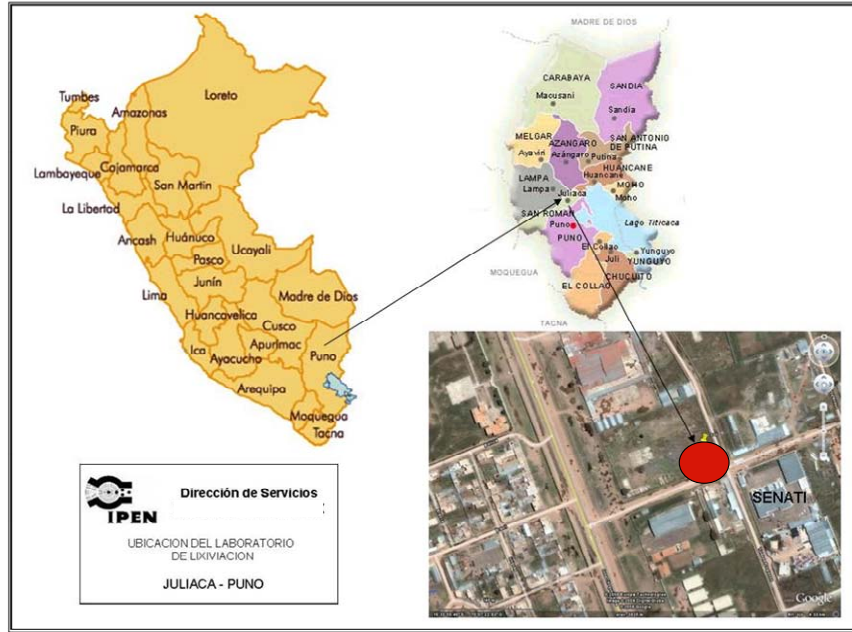 Tumbes
Piura
Lambayeque
La Libertad
Ancash
Lima
Ica
Amazonas
Cajamarca
San Martin
Loreto
Huánuco
Pasco
Ucayali
Junín
Huancavelica
Ayacucho
Apurimac
Cusco
Madre de Dios
Puno
Arequipa
Moquegua
Tacna
MADRE DE DIOS
CARABAYA
Macusani
SANDIA
Sandia
MELGAR
Ayaviri
AZANGARO
Azángaro
SAN ANTONIO
DE PUTINA
Putina
HUANCANE
Huancane
MOHO
Moho
LAMPA
Lampa
Juliaca
SAN ROMAN
Puno
PUNO
Lago Titicaca
El Collao
Juli
Yunguyo
YUNGUYO
CHUCUITO
EL COLLAO
MOQUEGUA
TACNA
SENATI
Google
IPEN
Dirección de Servicios
UBICACION DEL LABORATORIO
DE LIXIVIACION
JULIACA - PUNO